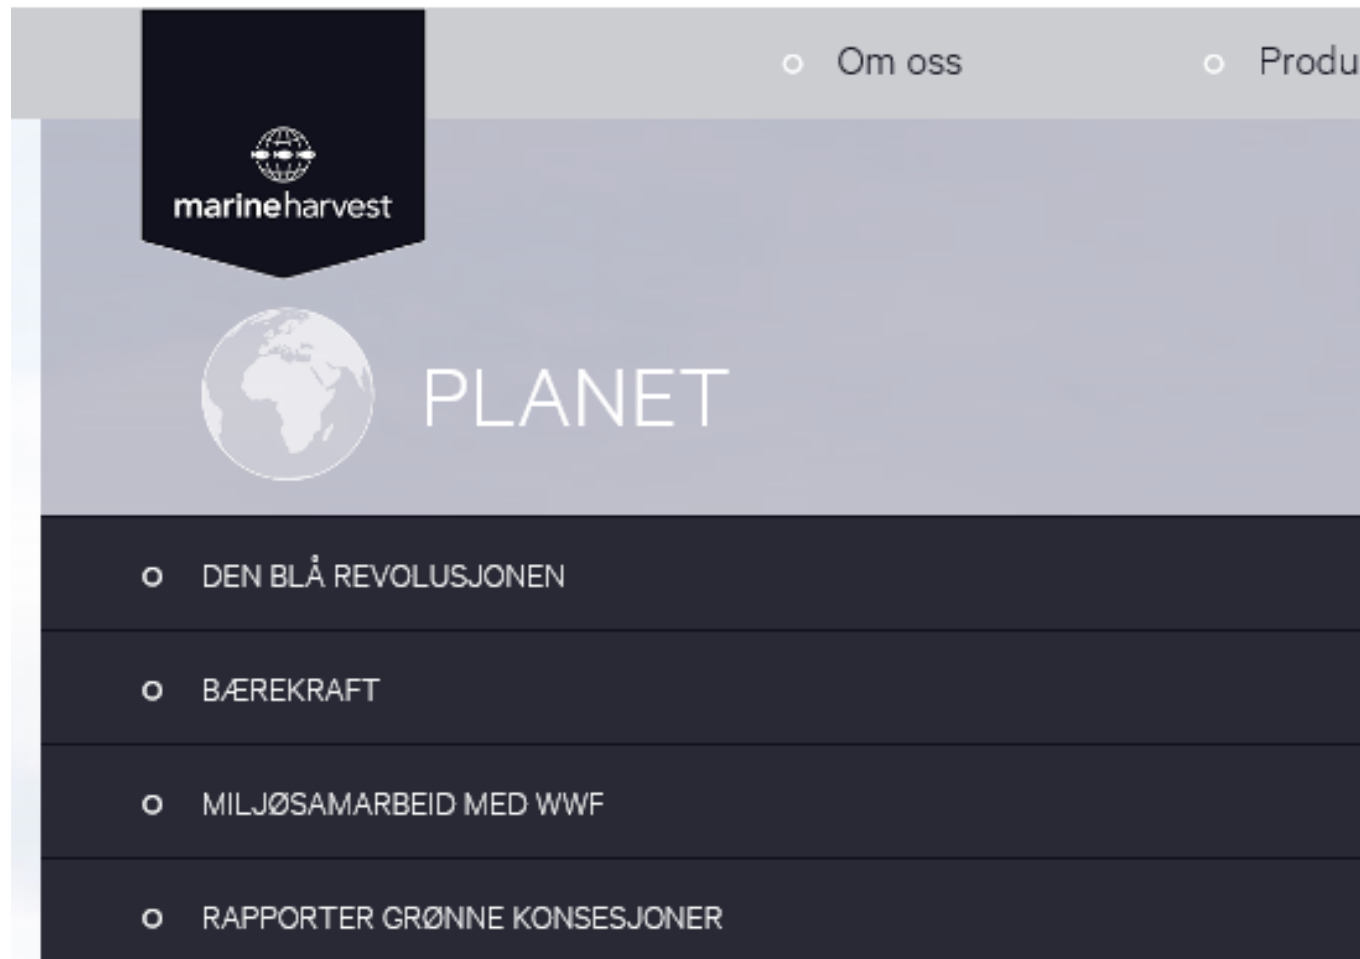 Om oss
Produ
marineharvest
PLANET
DEN BLÅ REVOLUSJONEN
BÆREKRAFT
MILJØSAMARBEID MED WWF
RAPPORTER GRØNNE KONSESJONER